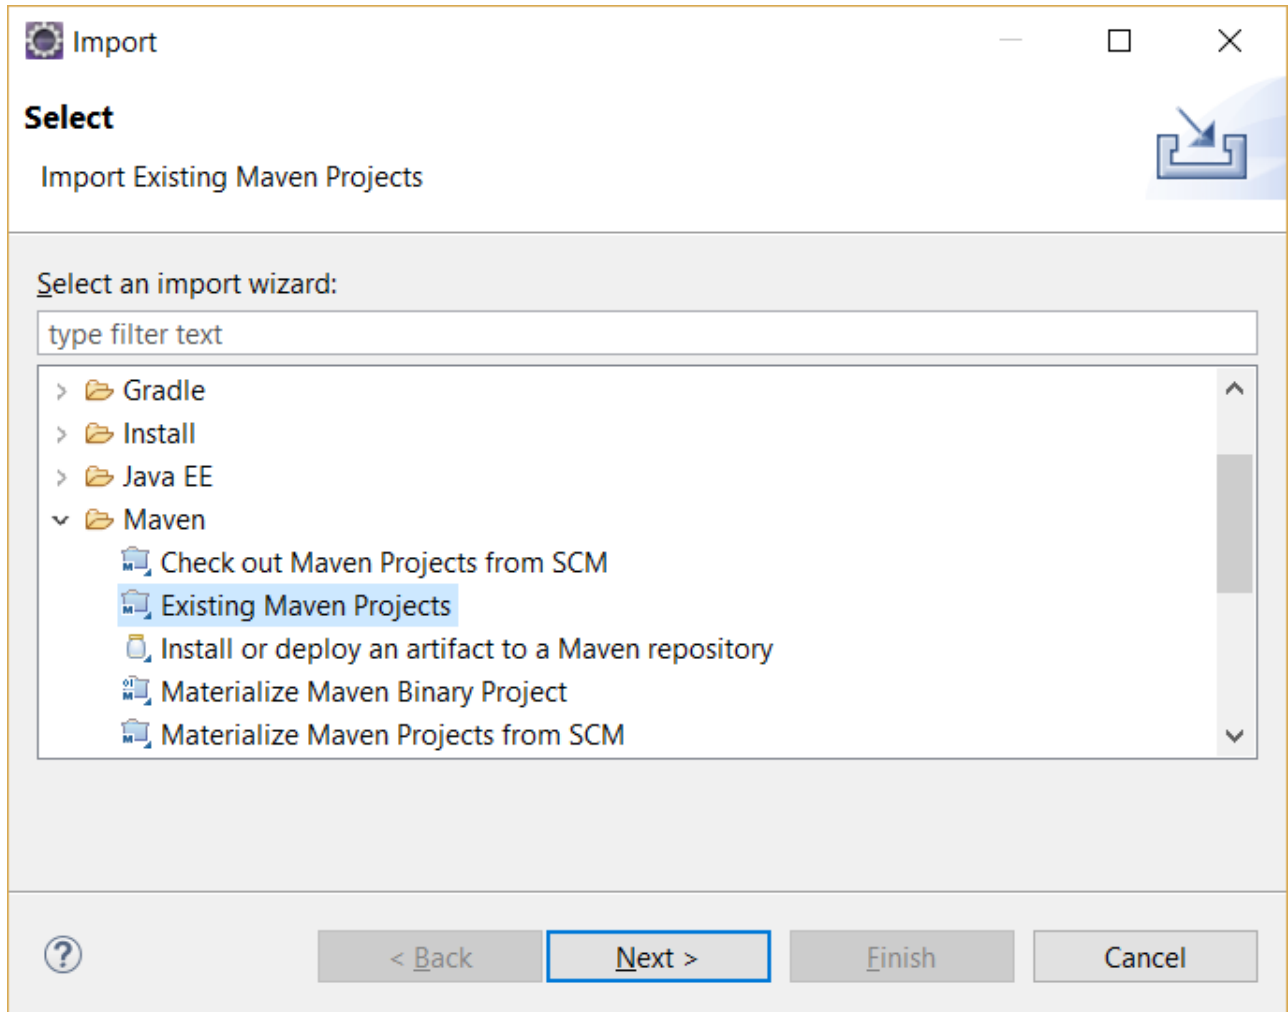 Import
Select
Import Existing Maven Projects
Select an import wizard:
type filter text
Gradle
Install
Java EE
Maven
Check out Maven Projects from SCM
Existing Maven Projects
Install or deploy an artifact to a Maven repository
Materialize Maven Binary Project
Materialize Maven Projects from SCM
? < Back Next > Finish Cancel